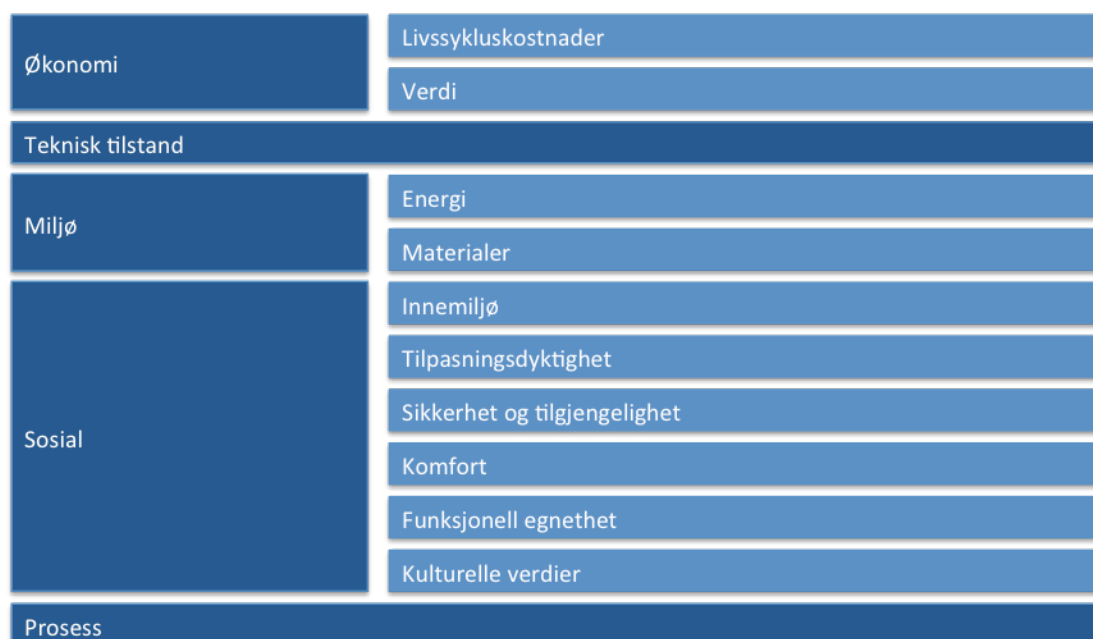 Økonomi
Livssykluskostnader
Verdi
Teknisk tilstand
Miljø
Energi
Materialer
Sosial
Innemiljø
Tilpasningsdyktighet
Sikkerhet og tilgjengelighet
Komfort
Funksjonell egnethet
Kulturelle verdier
Prosess